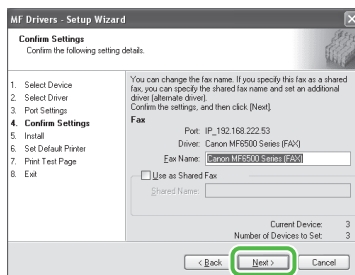 MF Drivers - Setup Wizard
Confirm Settings
Confirm the following setting details.
1. Select Device
2. Select Driver
3. Port Settings
4. Confirm Settings
5. Install
6. Set Default Printer
7. Print Test Page
8. Exit
You can change the fax name. If you specify this fax as a shared
fax, you can specify the shared fax name and set an additional
driver (alternate driver).
Confirm the settings, and then click [Next].
Fax
Port: IP_192.168.222.53
Driver: Canon MF6500 Series (FAX)
Fax Name: Canon MF6500 Series (FAX)
Use as Shared Fax
Shared Name:
Current Device: 3
Number of Devices to Set: 3
< Back
Next >
Cancel